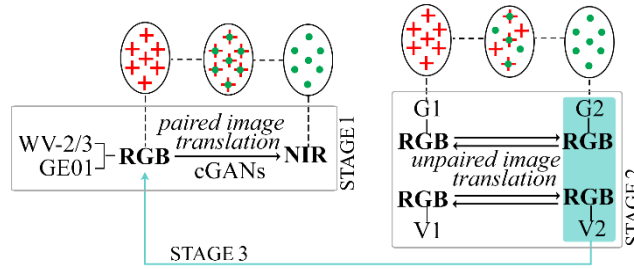 paired image
translation
WV-2/3
GE01
RGB
NIR
cGANs
STAGE 1
STAGE 3
G1
G2
RGB
RGB
unpaired image
translation
RGB
RGB
V1
V2
STAGE 2